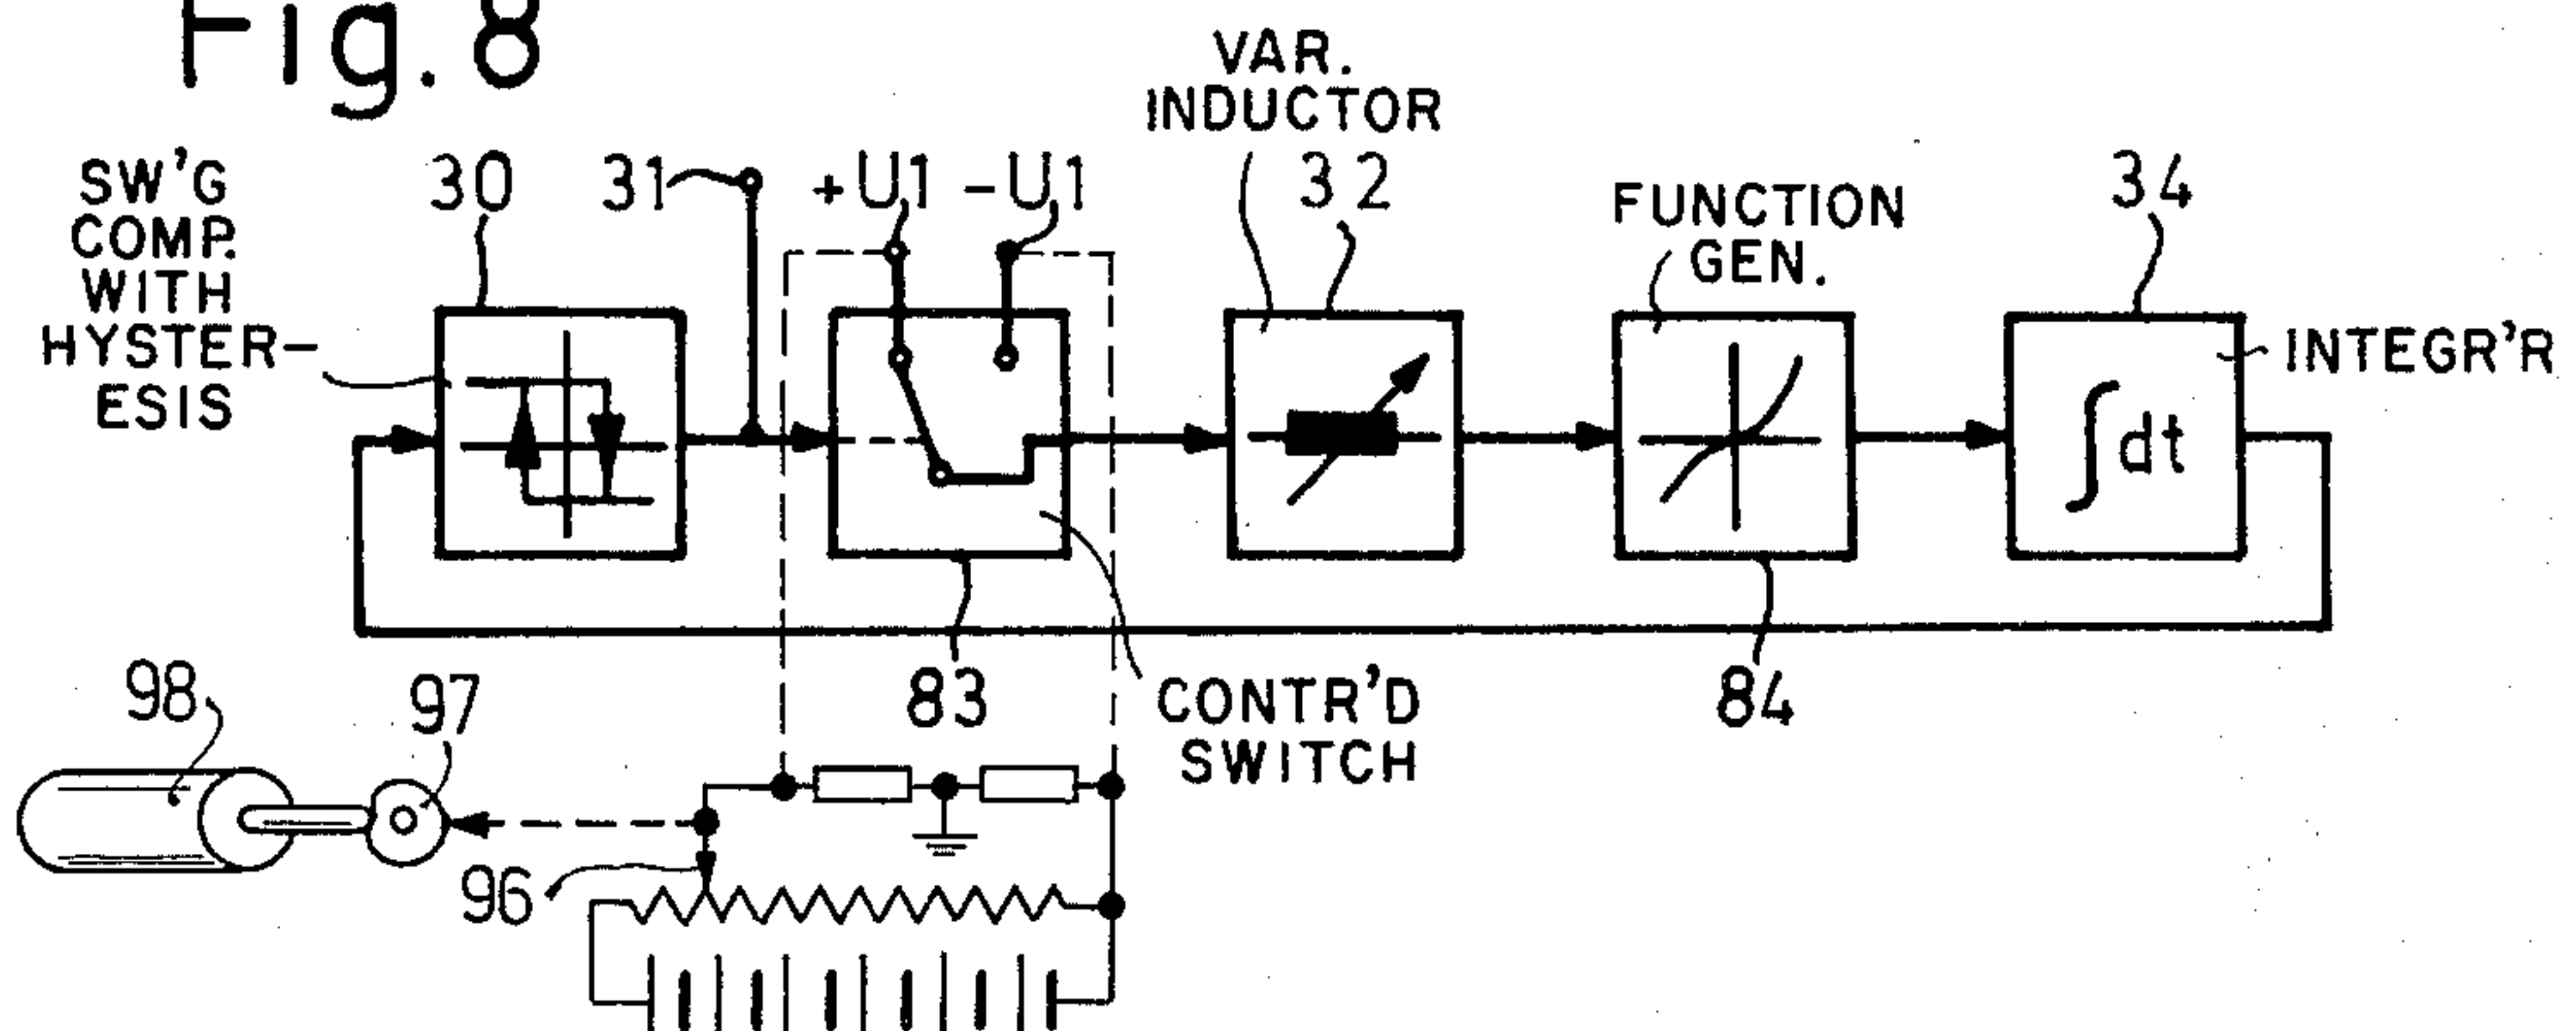 Fig. 8
VAR.
INDUCTOR
SW'G
COMP.
WITH
HYSTER-
ESIS
30
31
+U1
-U1
32
FUNCTION
GEN.
34
INTEGR'R
∫dt
83
CONTR'D
SWITCH
84
98
97
96